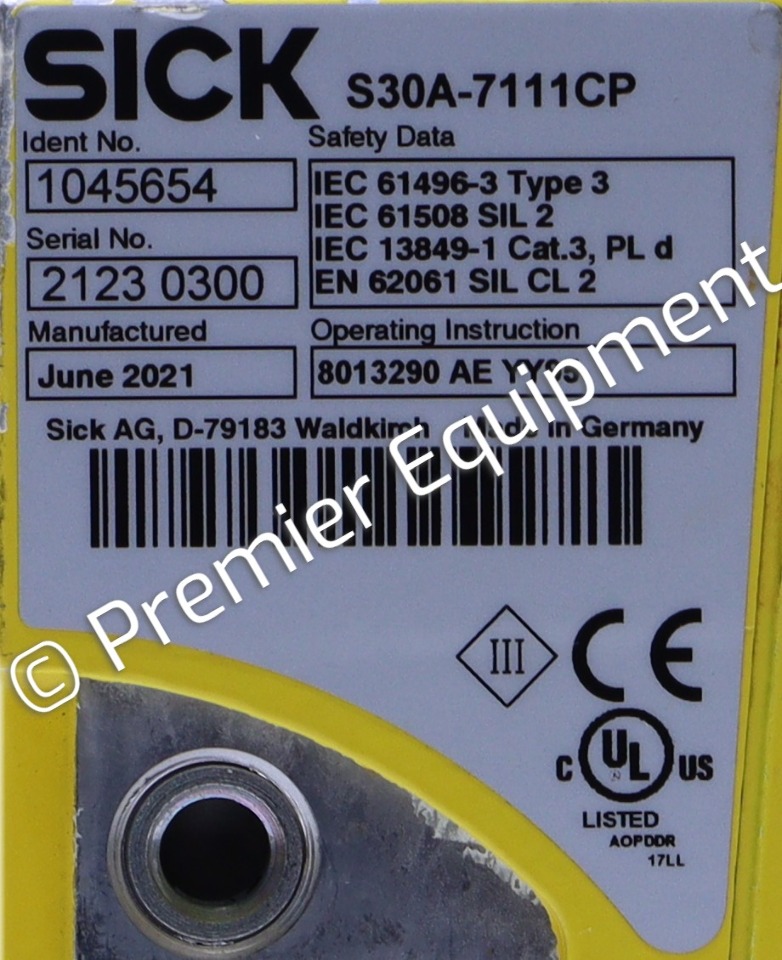 SICK S30A-7111CP
Ident No.
1045654
Serial No.
2123 0300
Manufactured
June 2021
Safety Data
IEC 61496-3 Type 3
IEC 61508 SIL 2
IEC 13849-1 Cat.3, PL d
EN 62061 SIL CL 2
Operating Instruction
8013290 AE
Sick AG, D-79183 Waldkirch Made in Germany
© Premier Equipment
III CE
C UL US
LISTED
AOPDDR
17LL